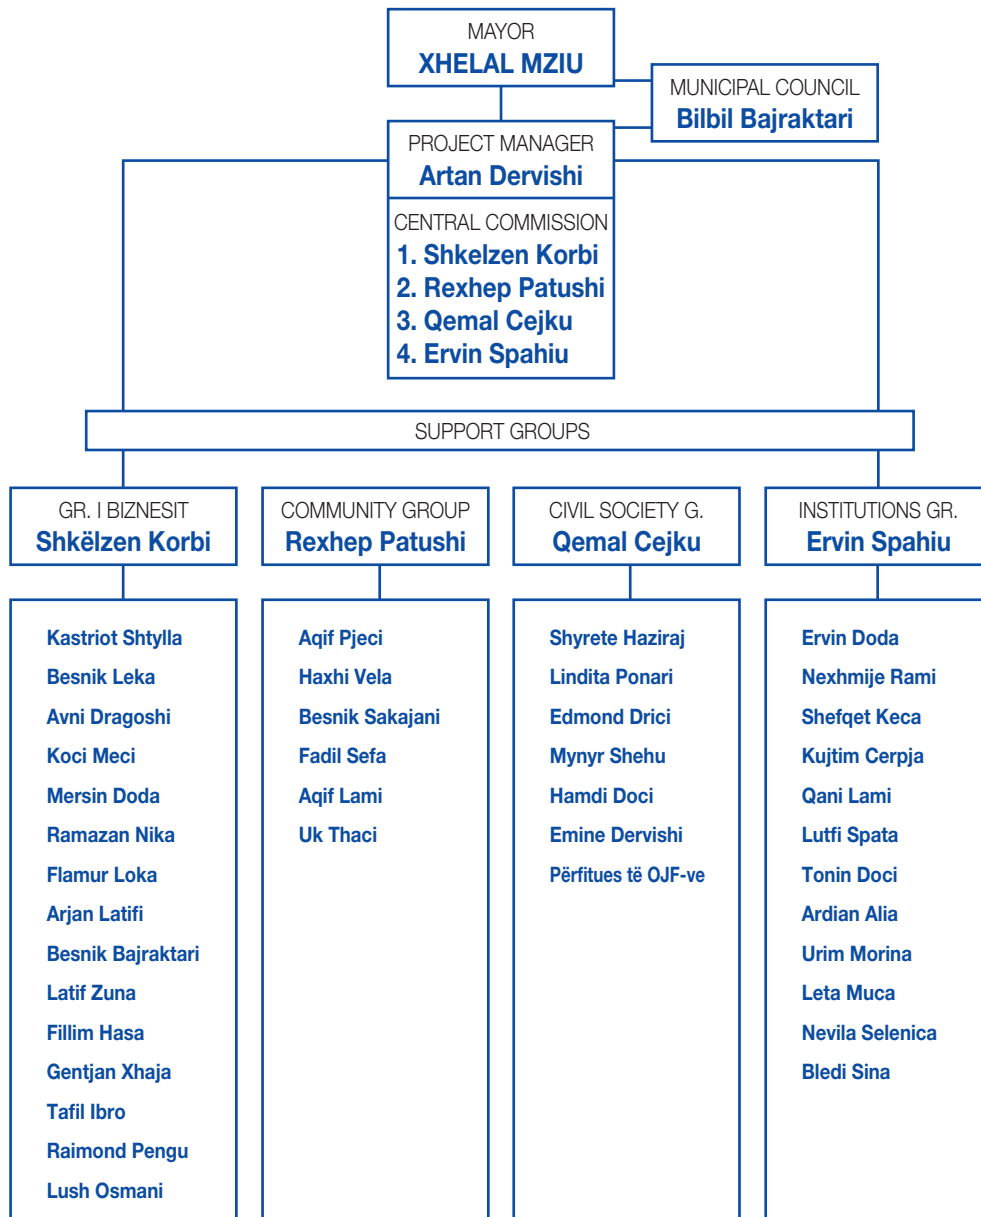 MAYOR
XHELAL MZIU
MUNICIPAL COUNCIL
Bilbil Bajraktari
PROJECT MANAGER
Artan Dervishi
CENTRAL COMMISSION
1. Shkelzen Korbi
2. Rexhep Patushi
3. Qemal Cejku
4. Ervin Spahiu
SUPPORT GROUPS
GR. I BIZNESIT
Shkëlzen Korbi
Kastriot Shtylla
Besnik Leka
Avni Dragoshi
Koci Meci
Mersin Doda
Ramazan Nika
Flamur Loka
Arjan Latifi
Besnik Bajraktari
Latif Zuna
Fillim Hasa
Gentjan Xhaja
Tafil Ibro
Raimond Pengu
Lush Osmani
COMMUNITY GROUP
Rexhep Patushi
Aqif Pjeci
Haxhi Vela
Besnik Sakajani
Fadil Sefa
Aqif Lami
Uk Thaci
CIVIL SOCIETY G.
Qemal Cejku
Shyrete Haziraj
Lindita Ponari
Edmond Drici
Mynyr Shehu
Hamdi Doci
Emine Dervishi
Përfitues të OJF-ve
INSTITUTIONS GR.
Ervin Spahiu
Ervin Doda
Nexhmije Rami
Shefqet Keca
Kujtim Cerpja
Qani Lami
Lutfi Spata
Tonin Doci
Ardian Alia
Urim Morina
Leta Muca
Nevila Selenica
Bledi Sina